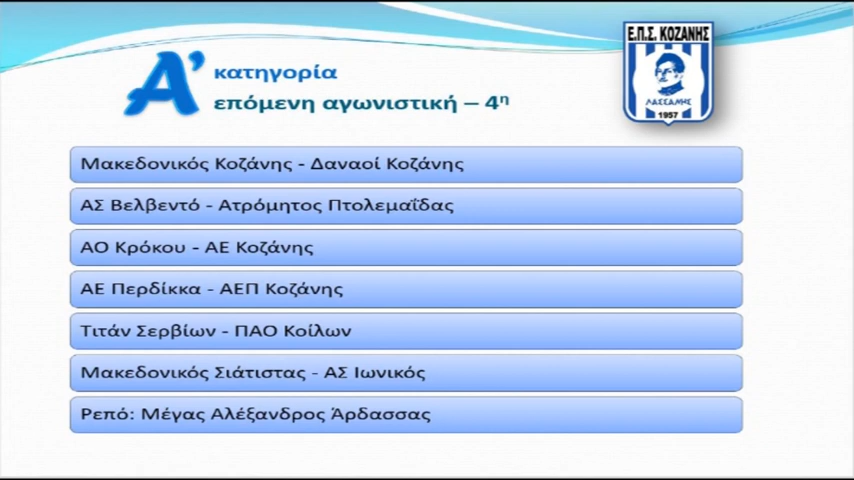 Α' κατηγορία
επόμενη αγωνιστική – 4η
Ε.Π.Σ. ΚΟΖΑΝΗΣ
ΛΑΣΣΑΝΗΣ
1957
Μακεδονικός Κοζάνης - Δαναοί Κοζάνης
ΑΣ Βελβεντό - Ατρόμητος Πτολεμαΐδας
ΑΟ Κρόκου - ΑΕ Κοζάνης
ΑΕ Περδίκκα - ΑΕΠ Κοζάνης
Τιτάν Σερβίων - ΠΑΟ Κοίλων
Μακεδονικός Σιάτιστας - ΑΣ Ιωνικός
Ρεπό: Μέγας Αλέξανδρος Άρδασσας